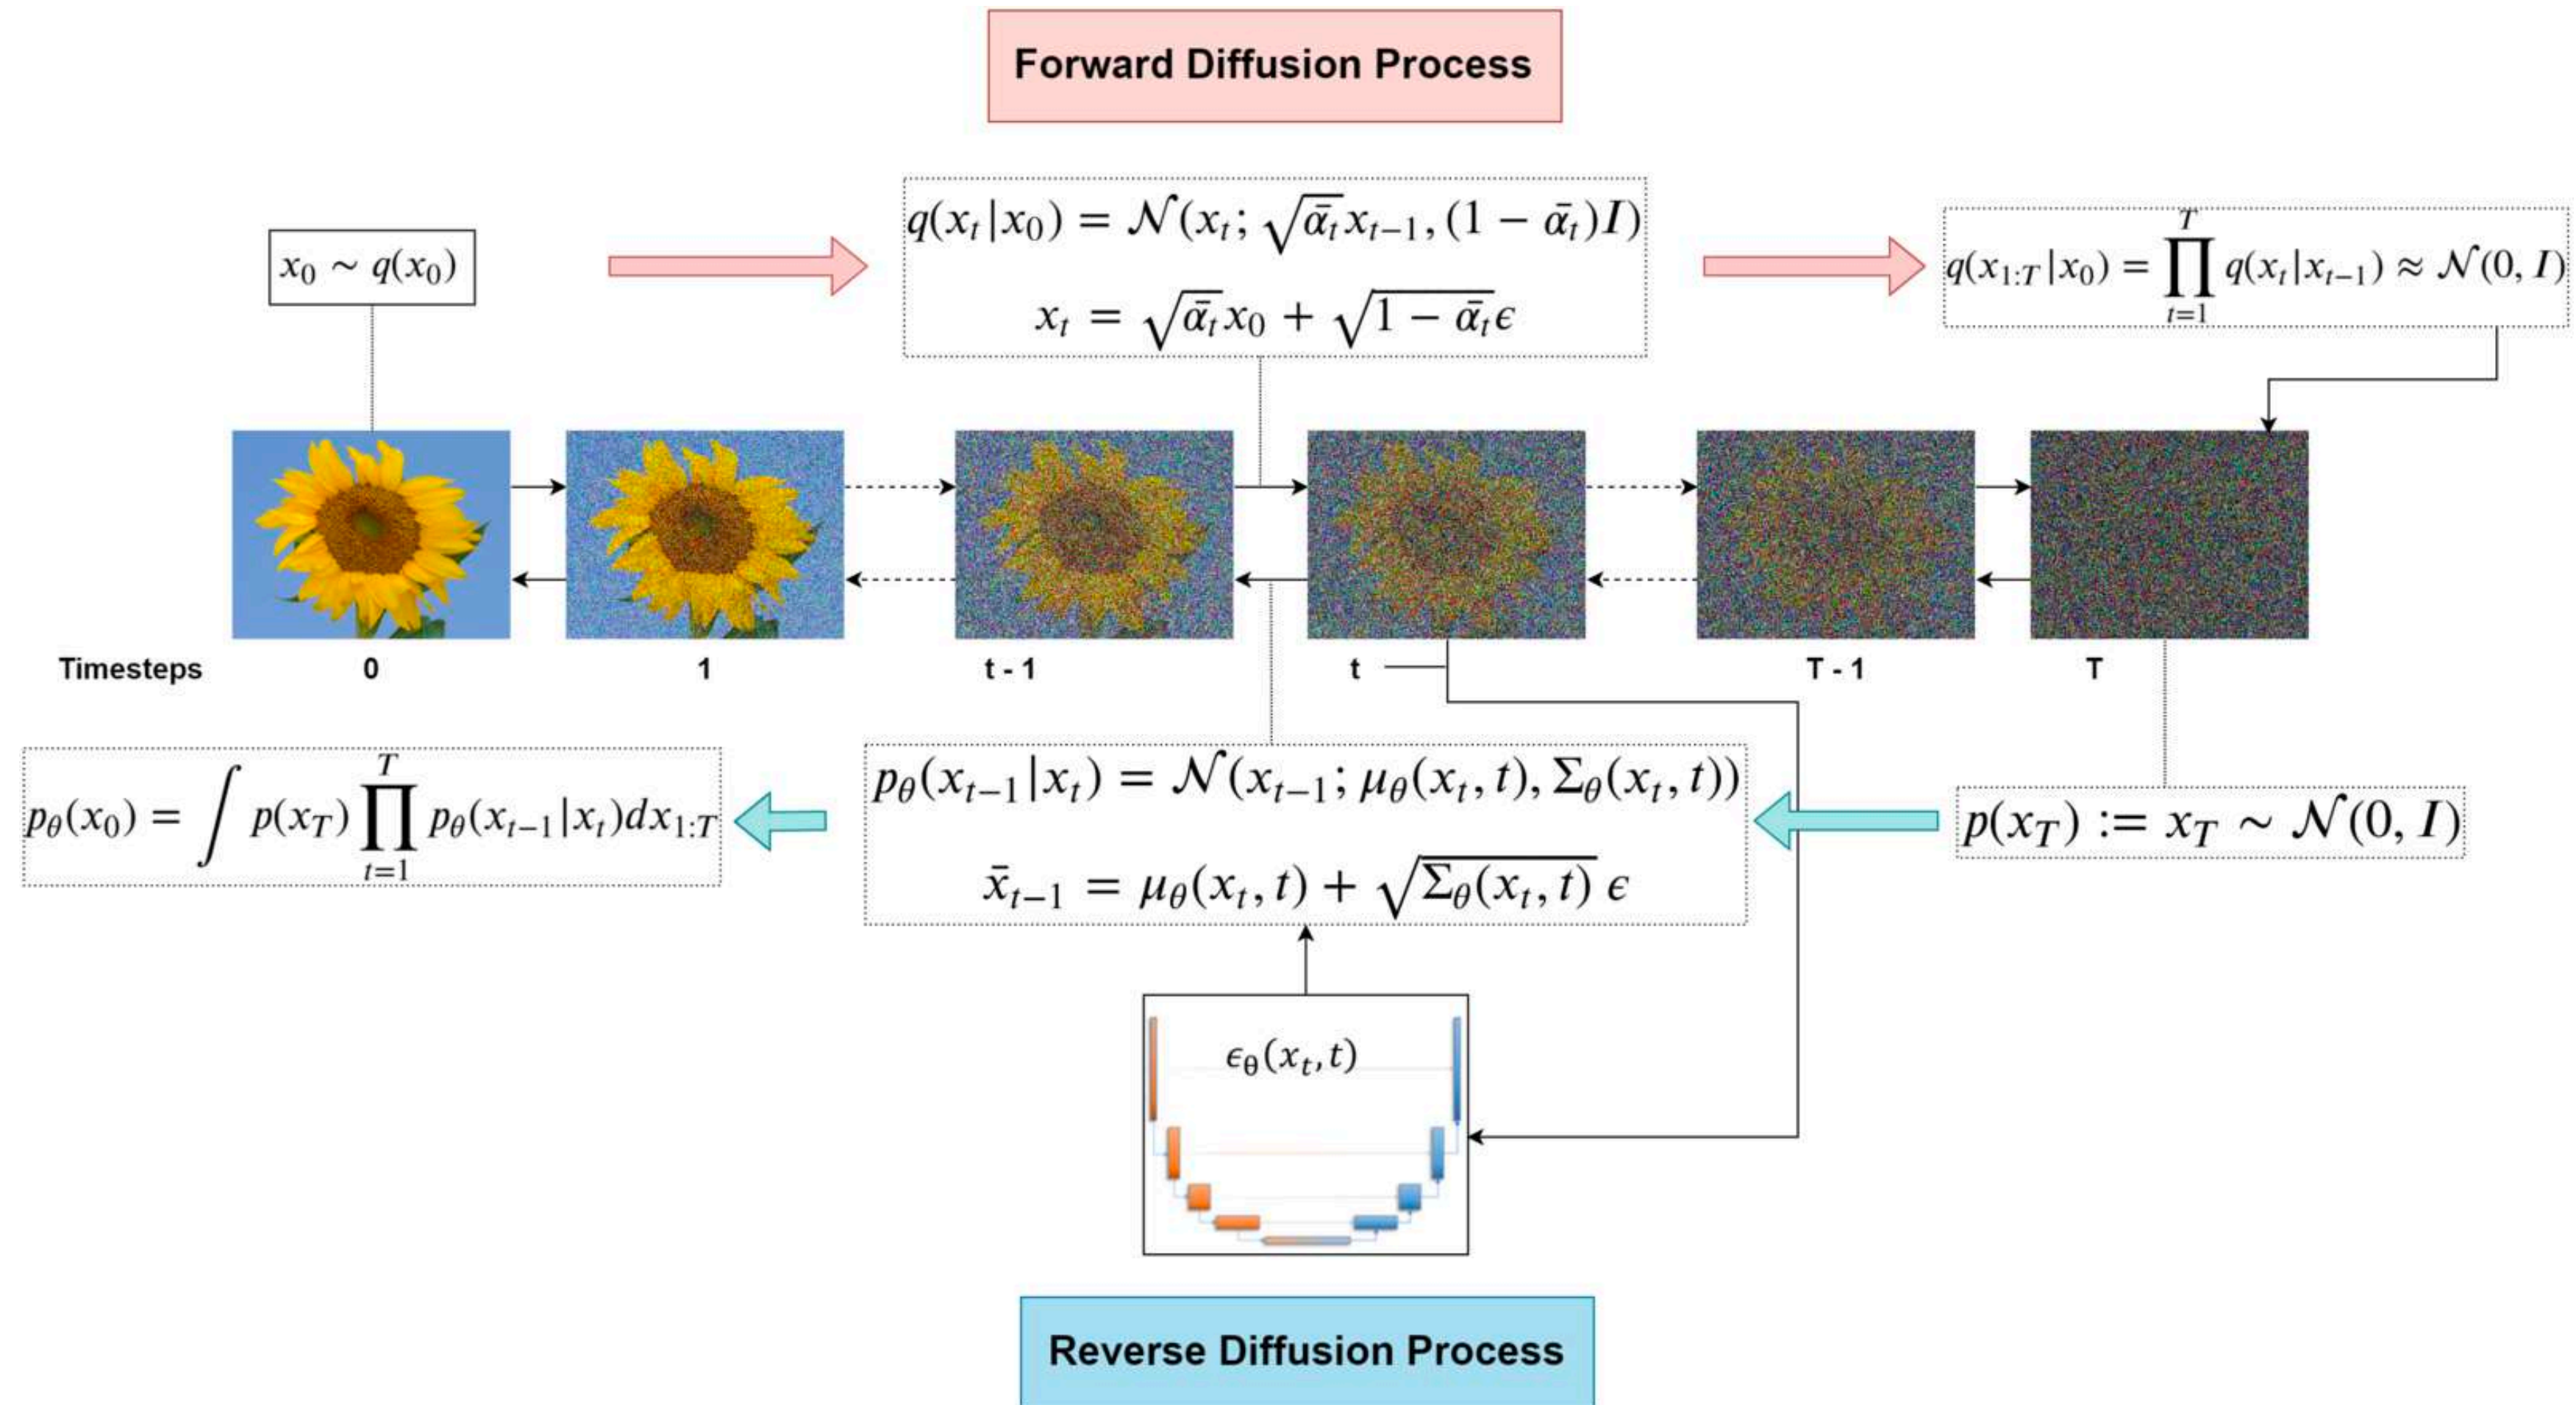 Forward Diffusion Process
x₀ ∼ q(x₀)
q(xₜ|x₀) = 𝒩(xₜ; √ᾱₜ xₜ₋₁, (1 − ᾱₜ)I)
xₜ = √ᾱₜ x₀ + √1 − ᾱₜ ϵ
q(x₁:T|x₀) = ∏ₜ₌₁ᵀ q(xₜ|xₜ₋₁) ≈ 𝒩(0, I)
Timesteps 0 1 t - 1 t T - 1 T
pθ(x₀) = ∫ p(x_T) ∏ₜ₌₁ᵀ pθ(xₜ₋₁|xₜ)dx₁:T
pθ(xₜ₋₁|xₜ) = 𝒩(xₜ₋₁; μθ(xₜ, t), Σθ(xₜ, t))
x̄ₜ₋₁ = μθ(xₜ, t) + √Σθ(xₜ, t) ϵ
p(x_T) := x_T ∼ 𝒩(0, I)
ϵθ(xₜ, t)
Reverse Diffusion Process